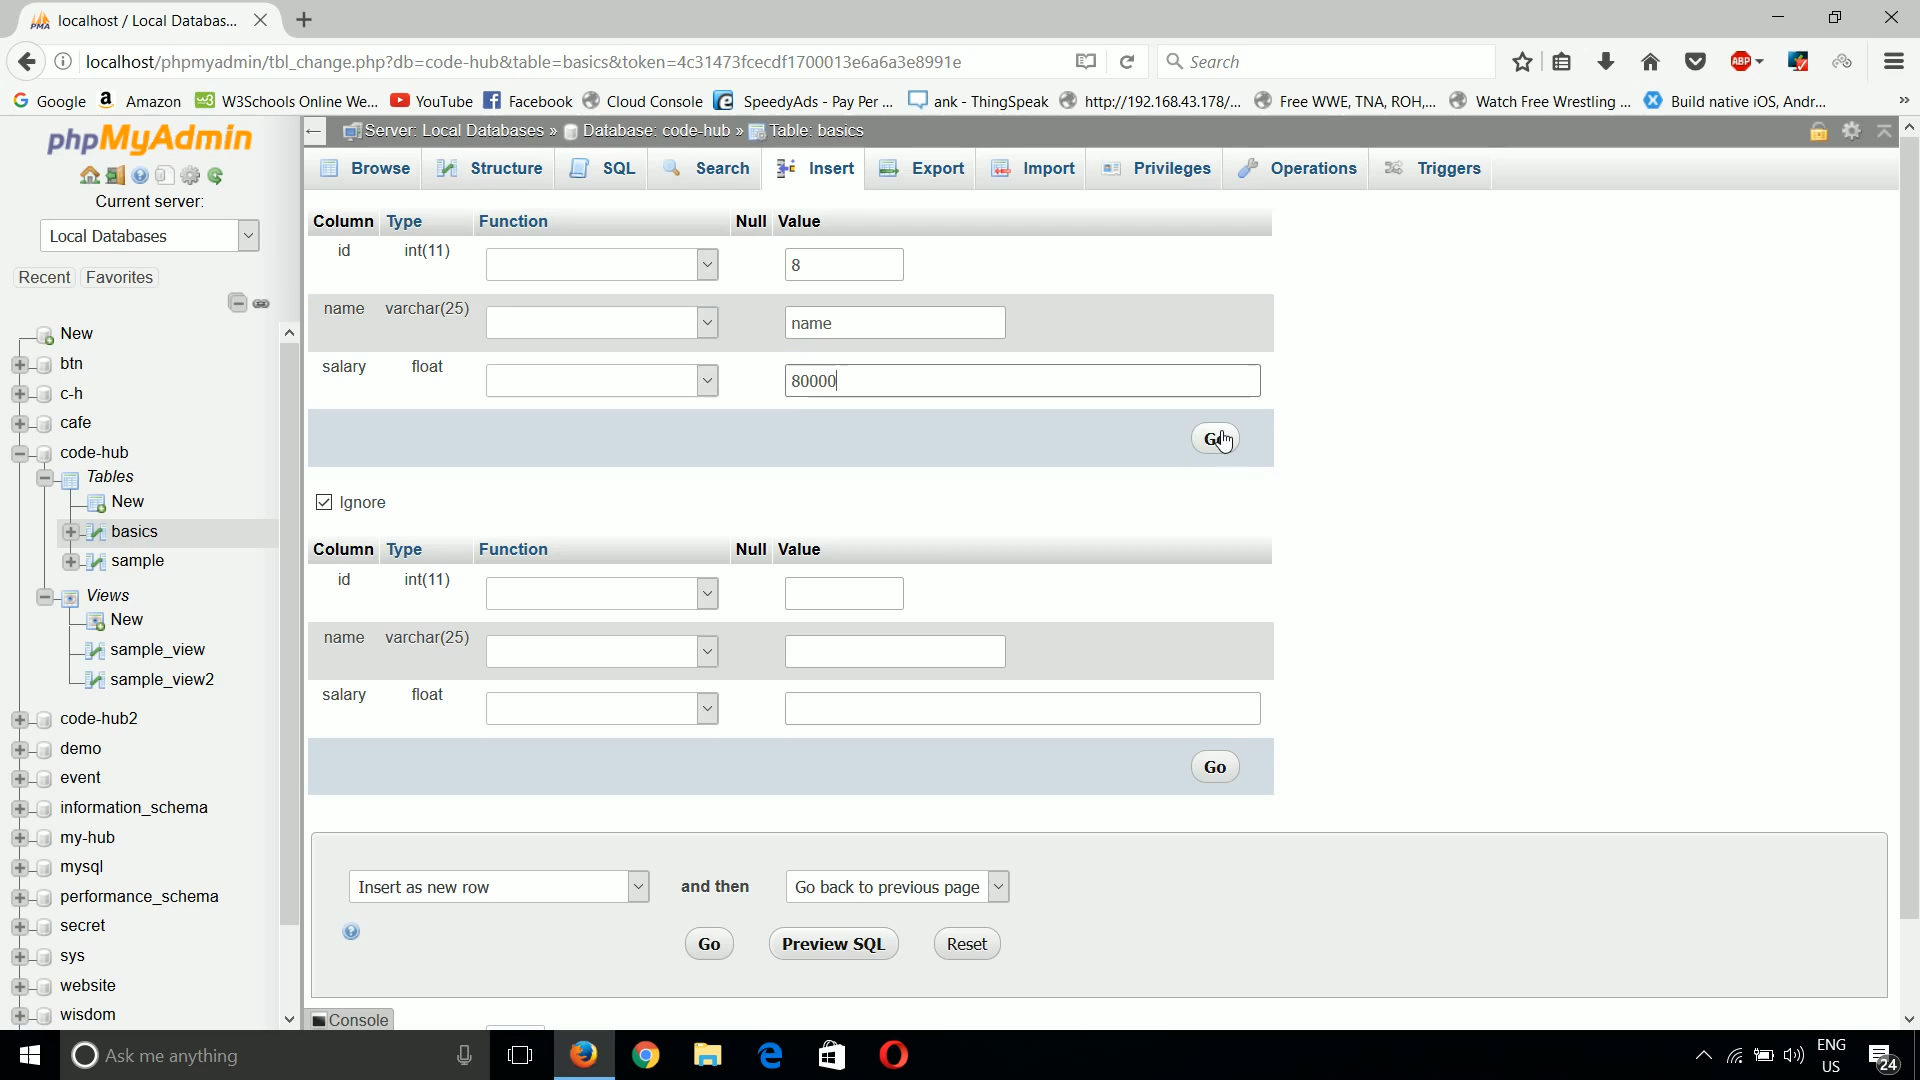 localhost / Local Databas...
localhost/phpmyadmin/tbl_change.php?db=code-hub&table=basics&token=4c31473fcecdf1700013e6a6a3e8991e
Search
ABP
Google
Amazon
W3Schools Online We...
YouTube
Facebook
Cloud Console
SpeedyAds - Pay Per ...
ank - ThingSpeak
http://192.168.43.178/...
Free WWE, TNA, ROH,...
Watch Free Wrestling ...
Build native iOS, Andr...
phpMyAdmin
Current server:
Local Databases
Recent
Favorites
New
btn
c-h
cafe
code-hub
Tables
New
basics
sample
Views
New
sample_view
sample_view2
code-hub2
demo
event
information_schema
my-hub
mysql
performance_schema
secret
sys
website
wisdom
Server: Local Databases » Database: code-hub » Table: basics
Browse
Structure
SQL
Search
Insert
Export
Import
Privileges
Operations
Triggers
Column Type Function Null Value
id int(11) 8
name varchar(25) name
salary float 80000
Go
Ignore
Column Type Function Null Value
id int(11)
name varchar(25)
salary float
Go
Insert as new row and then Go back to previous page
Go Preview SQL Reset
Console
Ask me anything
ENG
US
24